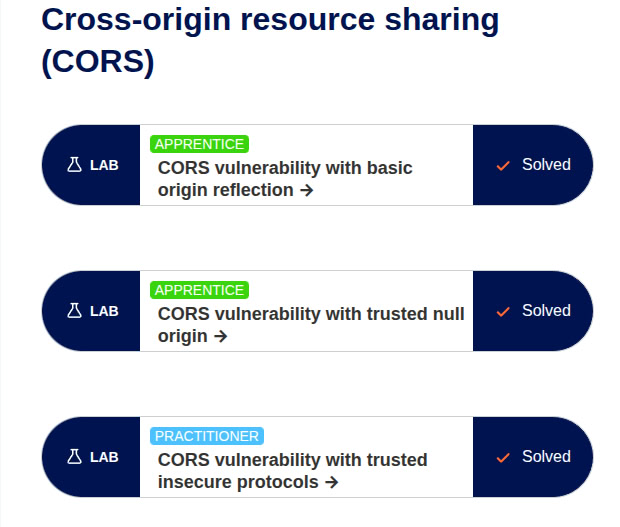 Cross-origin resource sharing
(CORS)
LAB
APPRENTICE
CORS vulnerability with basic
origin reflection →
Solved
LAB
APPRENTICE
CORS vulnerability with trusted null
origin →
Solved
LAB
PRACTITIONER
CORS vulnerability with trusted
insecure protocols →
Solved